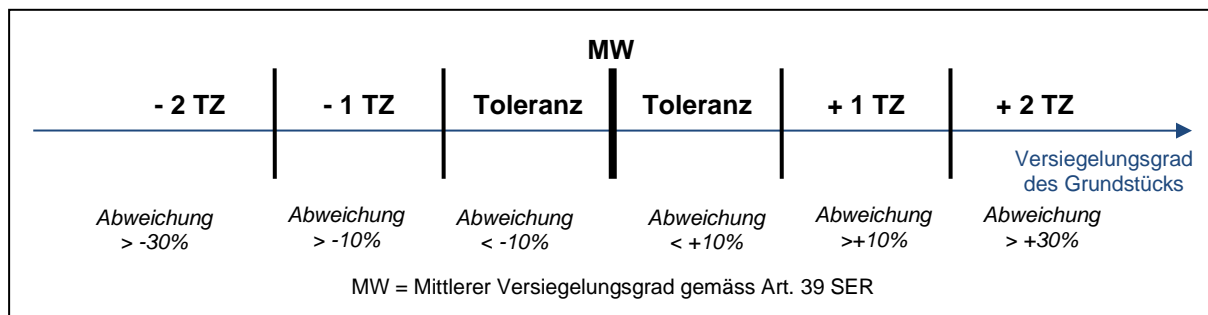 MW
- 2 TZ - 1 TZ Toleranz Toleranz + 1 TZ + 2 TZ
Versiegelungsgrad
des Grundstücks
Abweichung Abweichung Abweichung Abweichung Abweichung Abweichung
> -30% > -10% < -10% < +10% >+10% > +30%
MW = Mittlerer Versiegelungsgrad gemäss Art. 39 SER